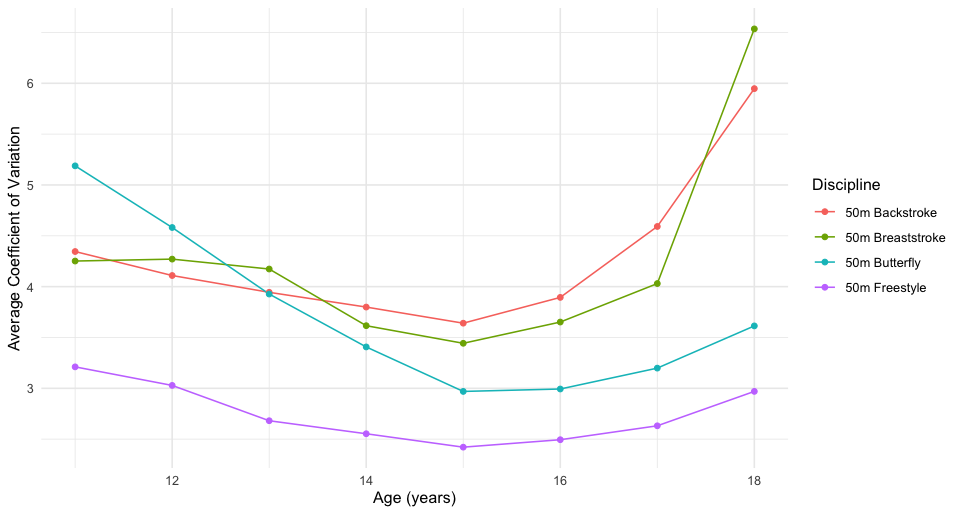 Average Coefficient of Variation
6
5
4
3
12
14
16
18
Age (years)
Discipline
50m Backstroke
50m Breaststroke
50m Butterfly
50m Freestyle